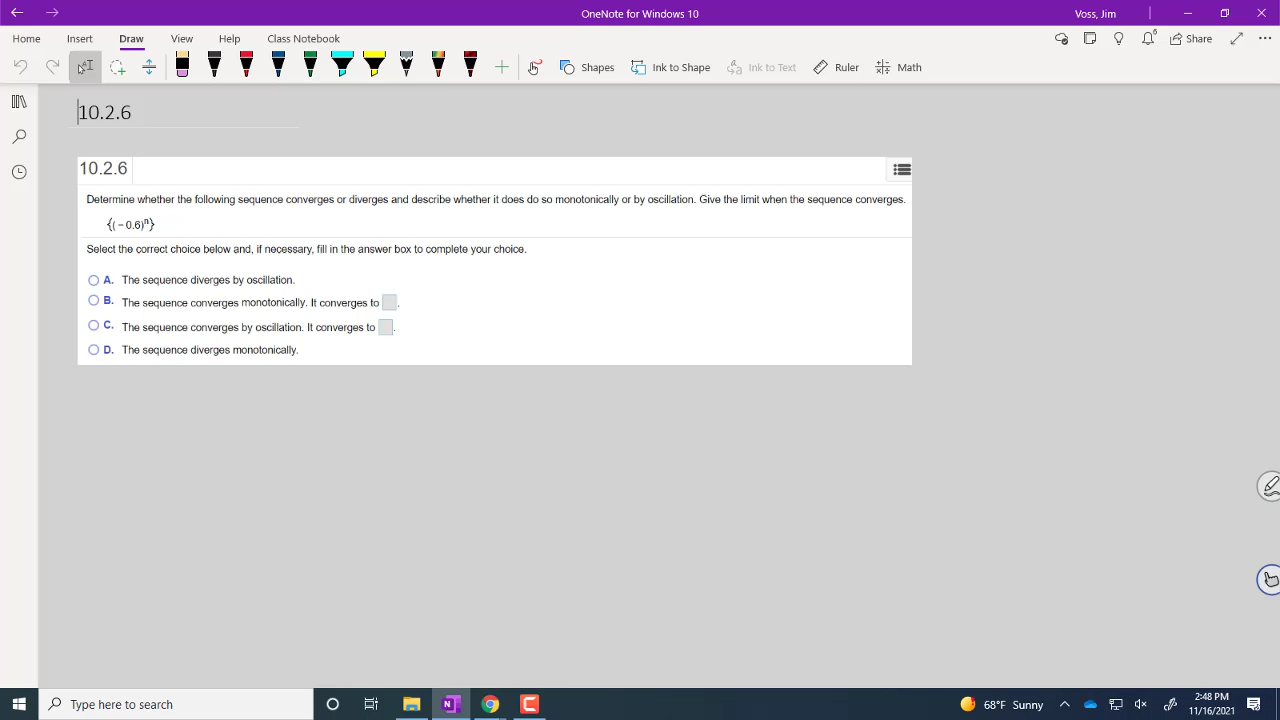 OneNote for Windows 10
Voss, Jim
Home Insert Draw View Help Class Notebook
Share
Shapes Ink to Shape Ink to Text Ruler Math
10.2.6
10.2.6
Determine whether the following sequence converges or diverges and describe whether it does do so monotonically or by oscillation. Give the limit when the sequence converges.
{(−0.6)ⁿ}
Select the correct choice below and, if necessary, fill in the answer box to complete your choice.
A. The sequence diverges by oscillation.
B. The sequence converges monotonically. It converges to .
C. The sequence converges by oscillation. It converges to .
D. The sequence diverges monotonically.
Type here to search
68°F Sunny
2:48 PM
11/16/2021